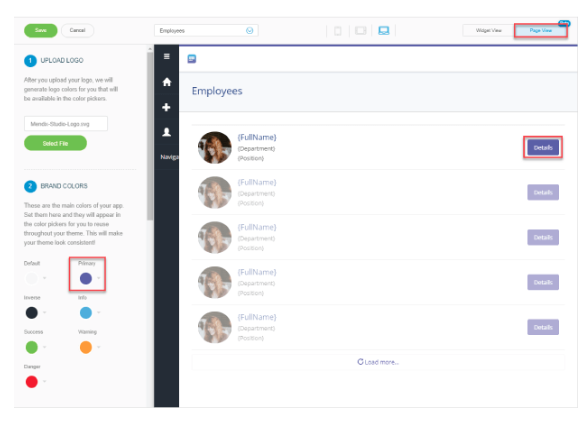 Save
Cancel
Employees
Widget View
Page View
1 UPLOAD LOGO
After you upload your logo, we will
generate logo colors for you that will
be available in the color pickers.
Mendix-Studio-Logo.svg
Select File
2 BRAND COLORS
These are the main colors of your app.
Set them here and they will appear in
the color pickers for you to reuse
throughout your theme. This will make
your theme look consistent!
Default
Primary
Inverse
Info
Success
Warning
Danger
Naviga
Employees
{FullName}
{Department}
{Position}
Details
{FullName}
{Department}
{Position}
Details
{FullName}
{Department}
{Position}
Details
{FullName}
{Department}
{Position}
Details
{FullName}
{Department}
{Position}
Details
Load more...